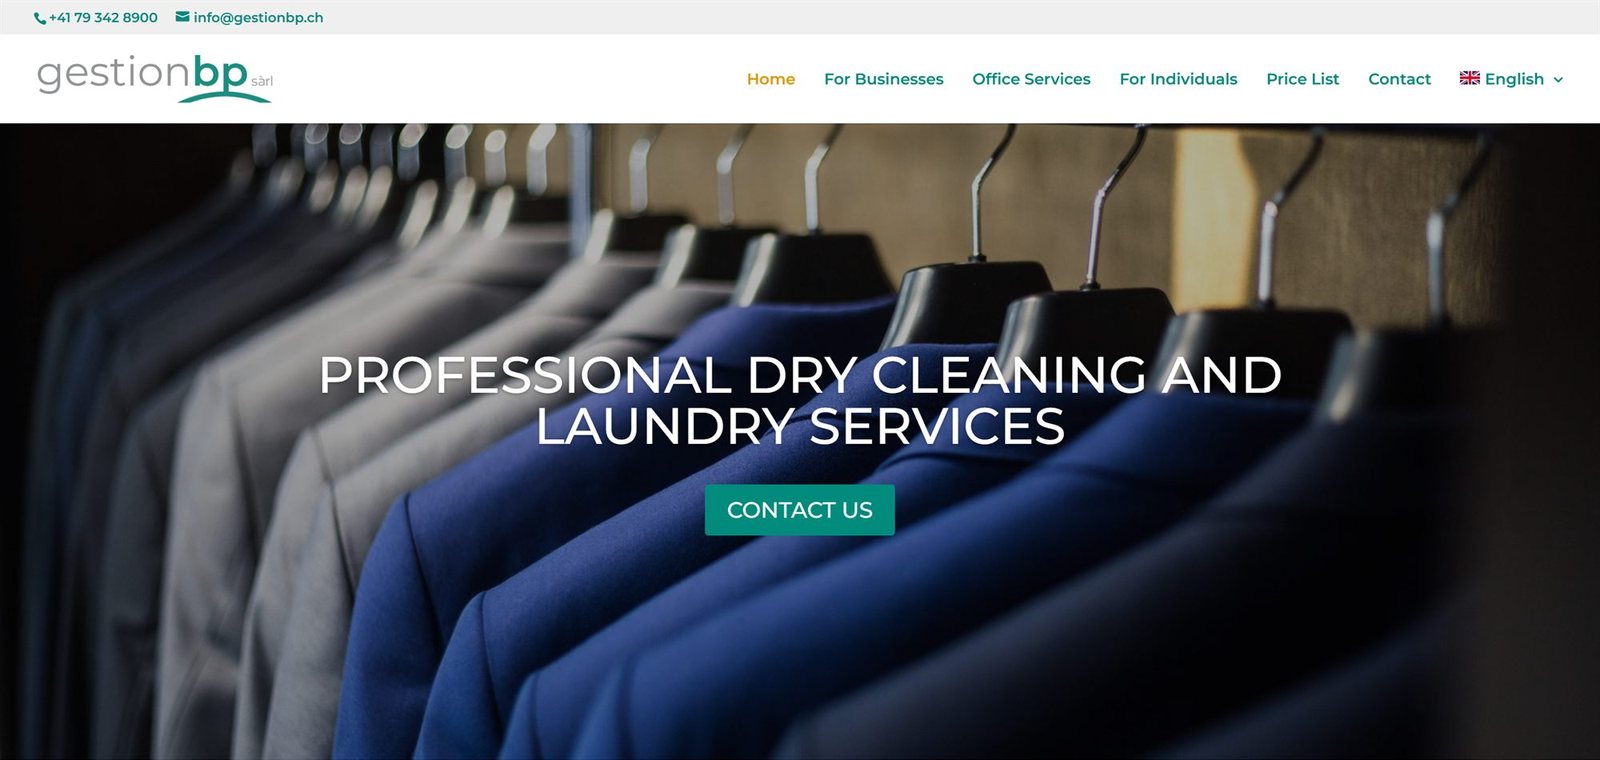 +41 79 342 8900 info@gestionbp.ch
gestionbp sàrl
Home For Businesses Office Services For Individuals Price List Contact English
PROFESSIONAL DRY CLEANING AND
LAUNDRY SERVICES
CONTACT US